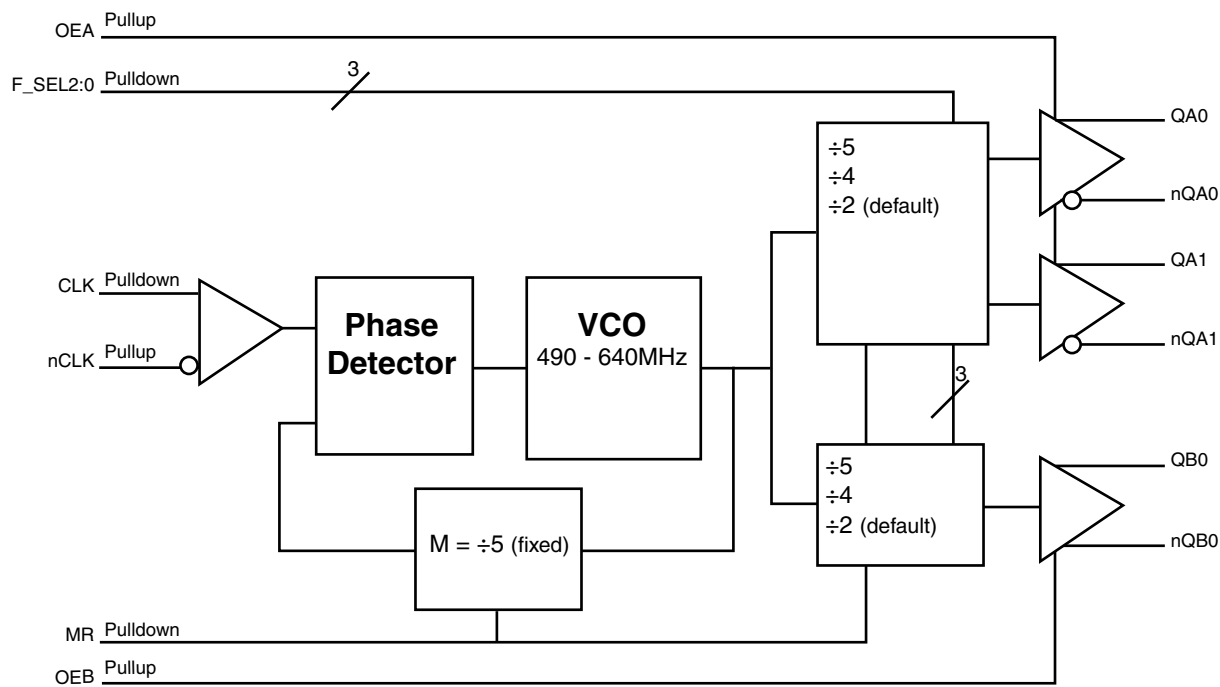 OEA Pullup
F_SEL2:0 Pulldown
3
QA0
÷5
÷4
÷2 (default)
nQA0
QA1
CLK Pulldown
Phase
Detector
VCO
490 - 640MHz
nCLK Pullup
nQA1
3
÷5
÷4
÷2 (default)
QB0
M = ÷5 (fixed)
nQB0
MR Pulldown
OEB Pullup